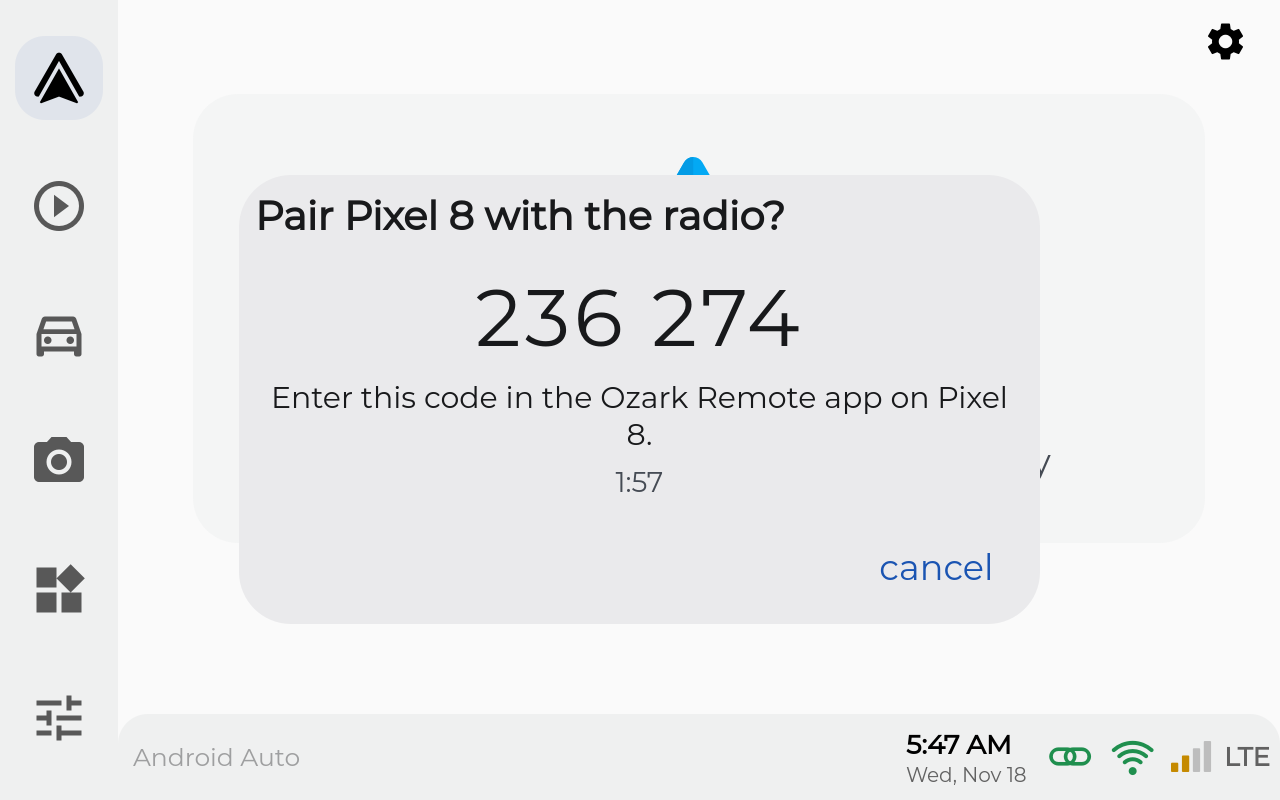 Pair Pixel 8 with the radio?
236 274
Enter this code in the Ozark Remote app on Pixel
8.
1:57
cancel
Android Auto
5:47 AM
Wed, Nov 18
LTE